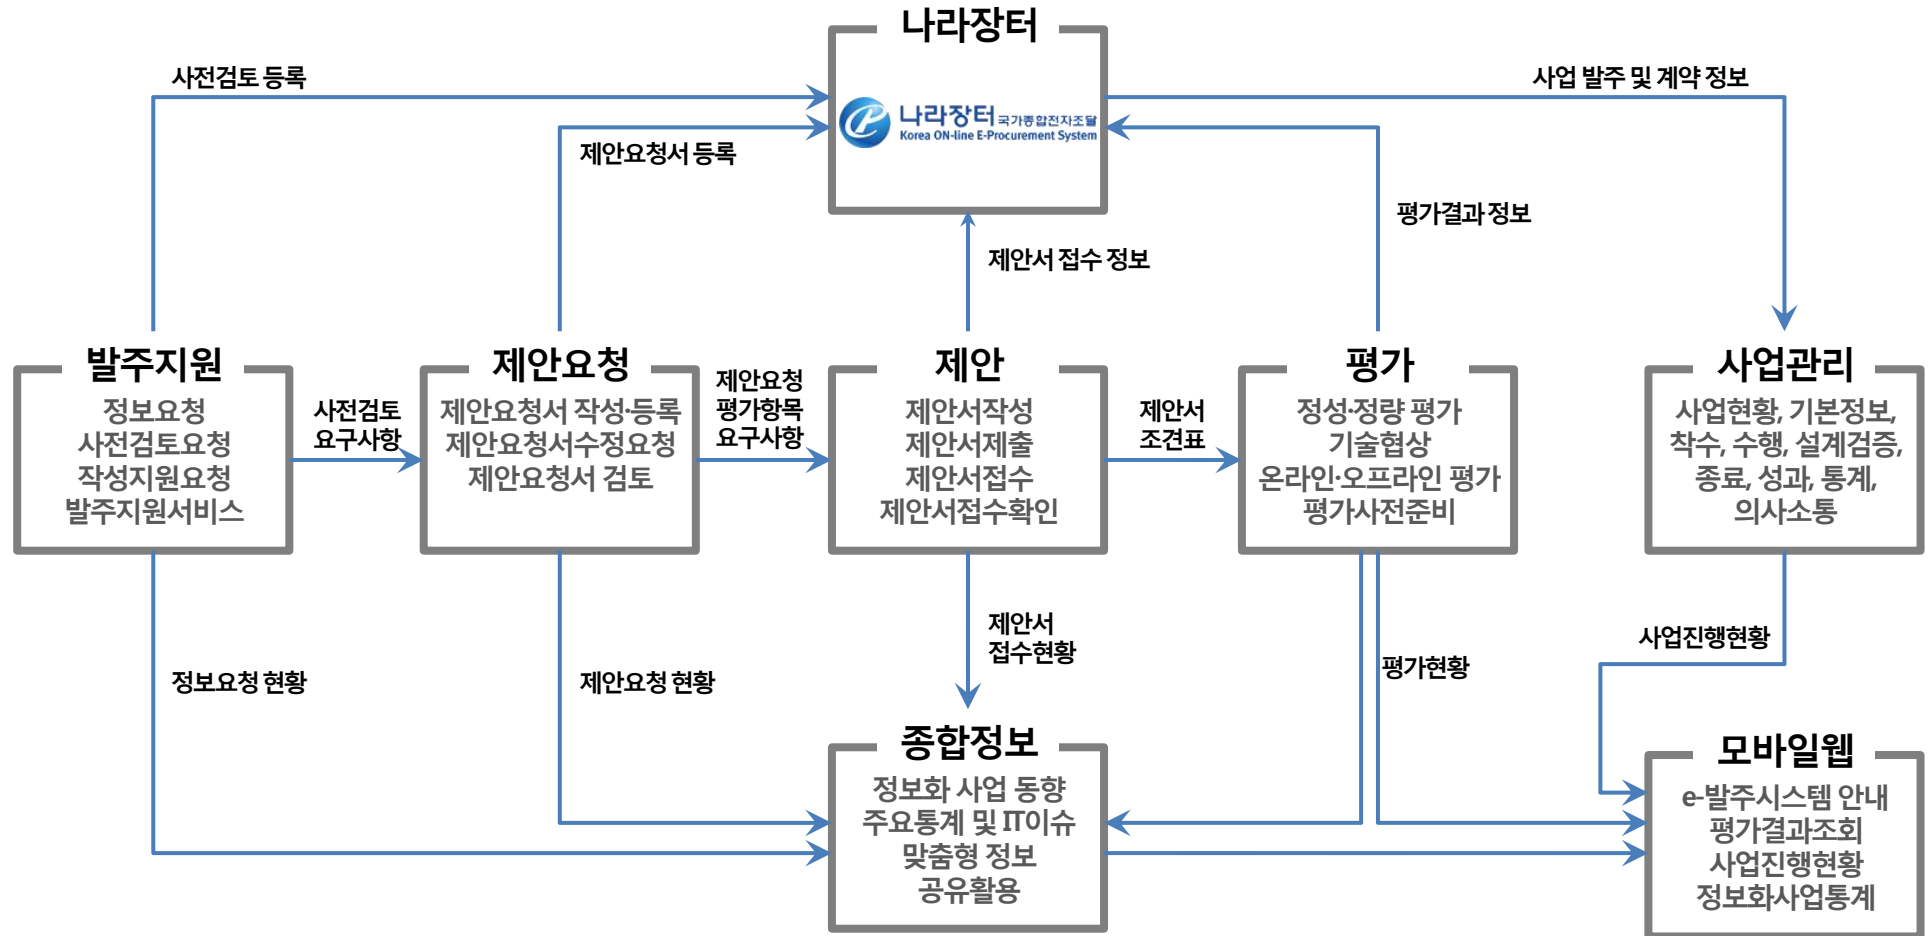 나라장터
사전검토 등록
사업 발주 및 계약 정보
나라장터 국가종합전자조달
Korea ON-line E-Procurement System
제안요청서 등록
평가결과 정보
제안서 접수 정보
발주지원
정보요청
사전검토요청
작성지원요청
발주지원서비스
사전검토
요구사항
제안요청
제안요청서 작성·등록
제안요청서수정요청
제안요청서 검토
제안요청
평가항목
요구사항
제안
제안서작성
제안서제출
제안서접수
제안서접수확인
제안서
조견표
평가
정성·정량 평가
기술협상
온라인·오프라인 평가
평가사전준비
사업관리
사업현황, 기본정보,
착수, 수행, 설계검증,
종료, 성과, 통계,
의사소통
정보요청 현황
제안요청 현황
제안서
접수현황
평가현황
사업진행현황
종합정보
정보화 사업 동향
주요통계 및 IT이슈
맞춤형 정보
공유활용
모바일웹
e-발주시스템 안내
평가결과조회
사업진행현황
정보화사업통계